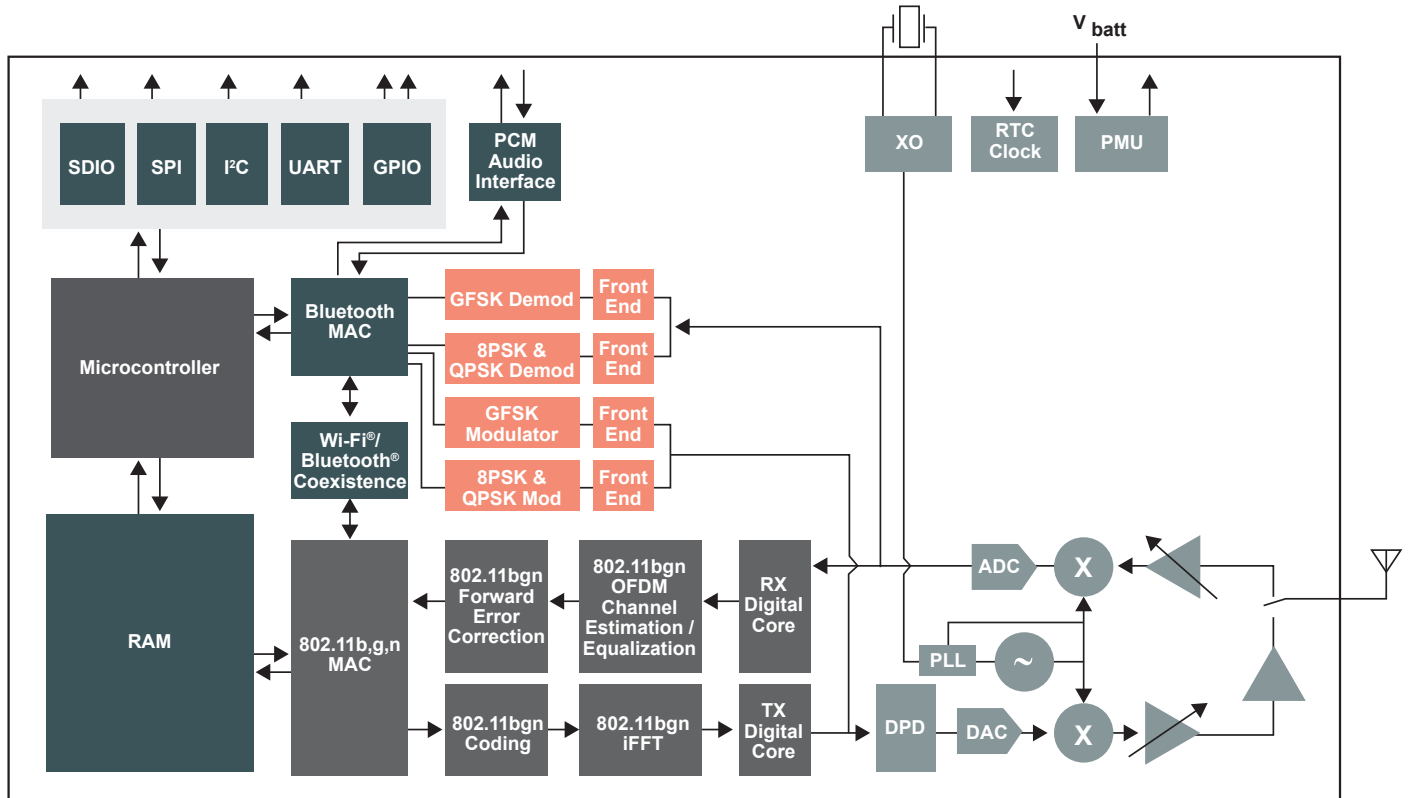 V batt
SDIO
SPI
I²C
UART
GPIO
PCM
Audio
Interface
XO
RTC
Clock
PMU
Microcontroller
Bluetooth
MAC
GFSK Demod
Front
End
8PSK &
QPSK Demod
Front
End
GFSK
Modulator
Front
End
8PSK &
QPSK Mod
Front
End
Wi-Fi®/
Bluetooth®
Coexistence
RAM
802.11b,g,n
MAC
802.11bgn
Forward
Error
Correction
802.11bgn
OFDM
Channel
Estimation /
Equalization
RX
Digital
Core
ADC
X
PLL
~
802.11bgn
Coding
802.11bgn
iFFT
TX
Digital
Core
DPD
DAC
X